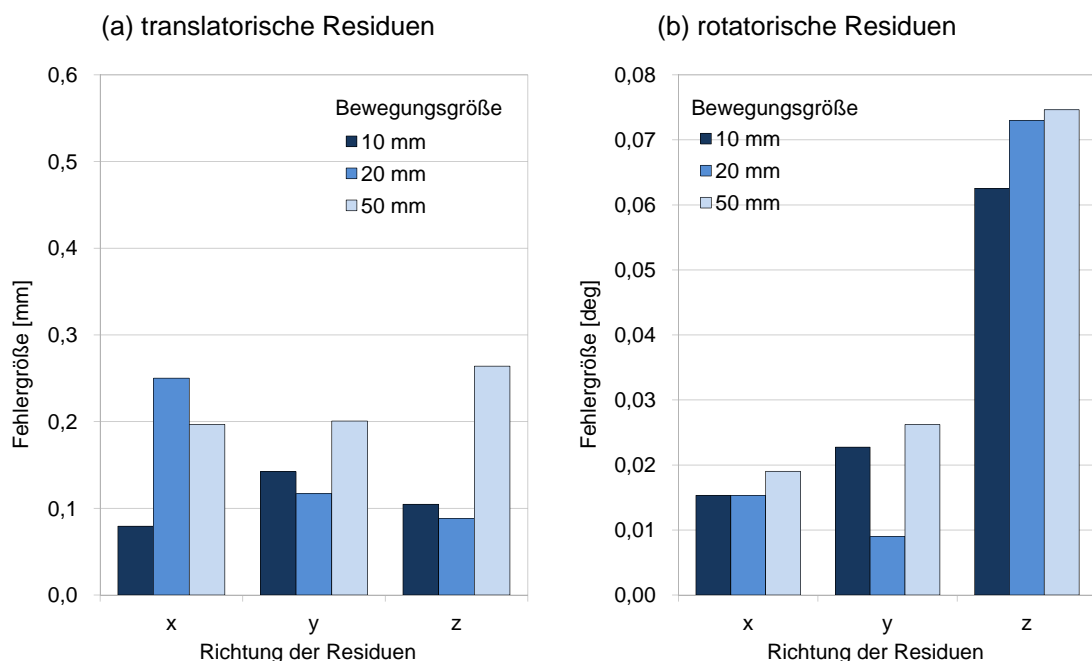 (a) translatorische Residuen
0,6
0,5
0,4
0,3
0,2
0,1
0,0
Fehlergröße [mm]
Bewegungsgröße
10 mm
20 mm
50 mm
x y z
Richtung der Residuen
(b) rotatorische Residuen
0,08
0,07
0,06
0,05
0,04
0,03
0,02
0,01
0,00
Fehlergröße [deg]
Bewegungsgröße
10 mm
20 mm
50 mm
x y z
Richtung der Residuen